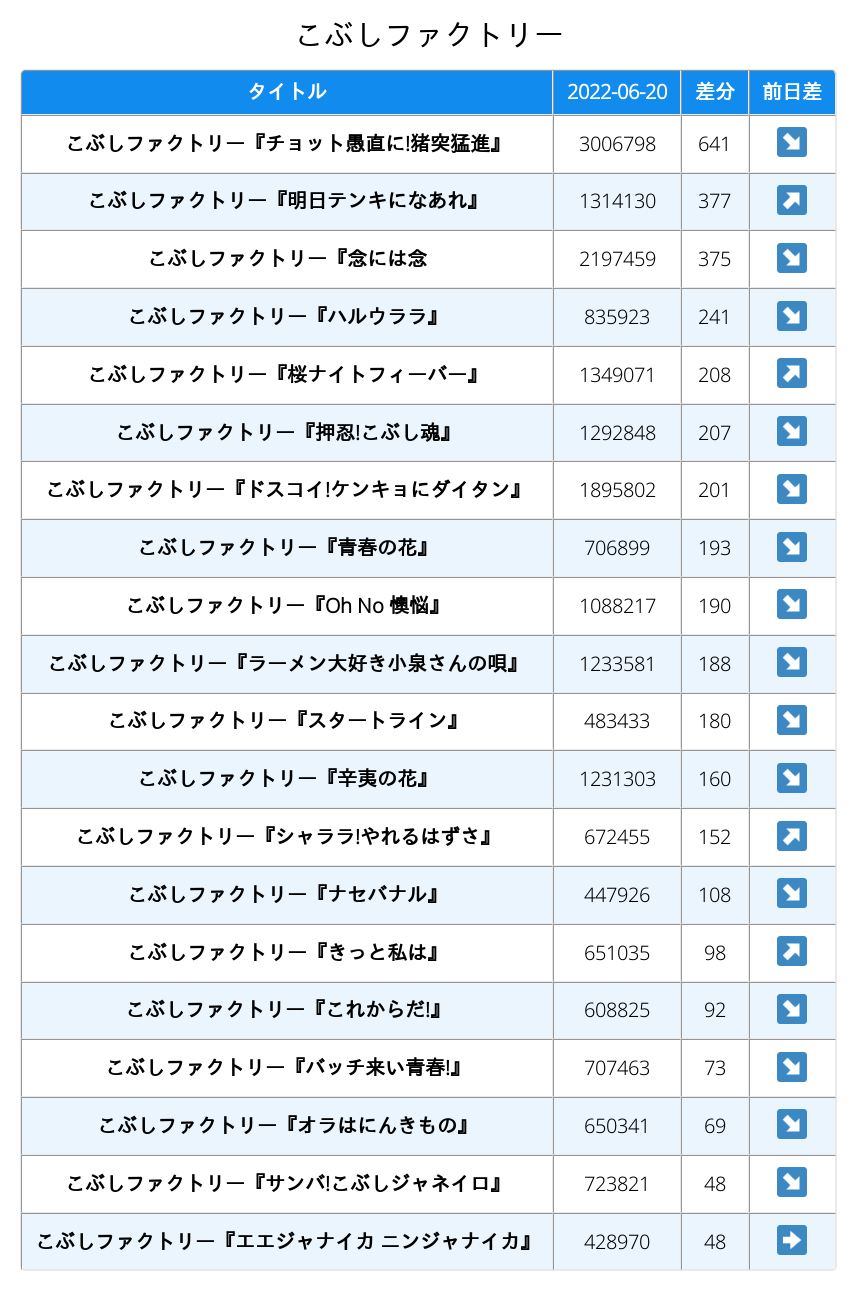 こぶしファクトリー
タイトル 2022-06-20 差分 前日差
こぶしファクトリー『チョット愚直に!猪突猛進』 3006798 641 ↘
こぶしファクトリー『明日テンキになあれ』 1314130 377 ↗
こぶしファクトリー『念には念 2197459 375 ↘
こぶしファクトリー『ハルウララ』 835923 241 ↘
こぶしファクトリー『桜ナイトフィーバー』 1349071 208 ↗
こぶしファクトリー『押忍!こぶし魂』 1292848 207 ↘
こぶしファクトリー『ドスコイ!ケンキョにダイタン』 1895802 201 ↘
こぶしファクトリー『青春の花』 706899 193 ↘
こぶしファクトリー『Oh No 懊悩』 1088217 190 ↘
こぶしファクトリー『ラーメン大好き小泉さんの唄』 1233581 188 ↘
こぶしファクトリー『スタートライン』 483433 180 ↘
こぶしファクトリー『辛夷の花』 1231303 160 ↘
こぶしファクトリー『シャララ!やれるはずさ』 672455 152 ↗
こぶしファクトリー『ナセバナル』 447926 108 ↘
こぶしファクトリー『きっと私は』 651035 98 ↗
こぶしファクトリー『これからだ!』 608825 92 ↘
こぶしファクトリー『バッチ来い青春!』 707463 73 ↘
こぶしファクトリー『オラはにんきもの』 650341 69 ↘
こぶしファクトリー『サンバ!こぶしジャネイロ』 723821 48 ↘
こぶしファクトリー『エエジャナイカ ニンジャナイカ』 428970 48 ➡